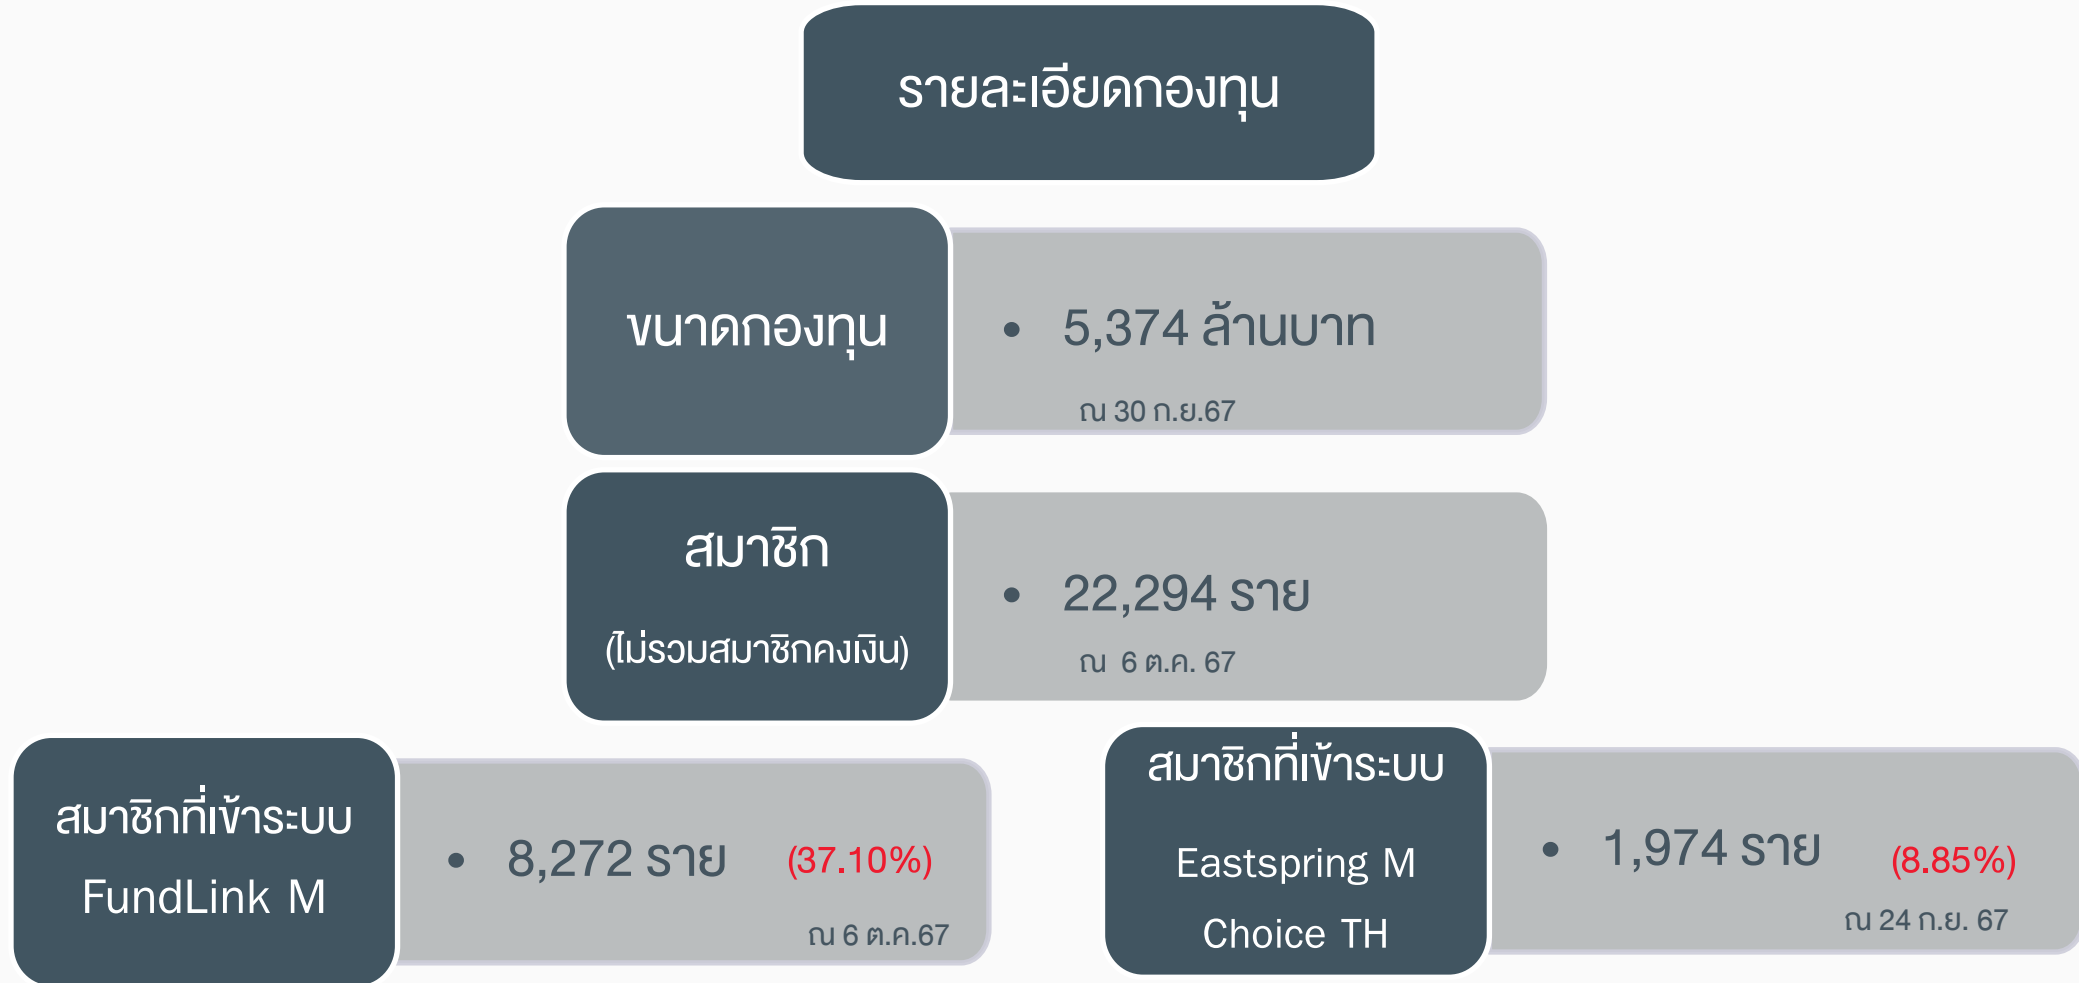 รายละเอียดกองทุน
ขนาดกองทุน
• 5,374 ล้านบาท
ณ 30 ก.ย.67
สมาชิก
(ไม่รวมสมาชิกคงเงิน)
• 22,294 ราย
ณ 6 ต.ค. 67
สมาชิกที่เข้าระบบ
FundLink M
• 8,272 ราย (37.10%)
ณ 6 ต.ค.67
สมาชิกที่เข้าระบบ
Eastspring M
Choice TH
• 1,974 ราย (8.85%)
ณ 24 ก.ย. 67